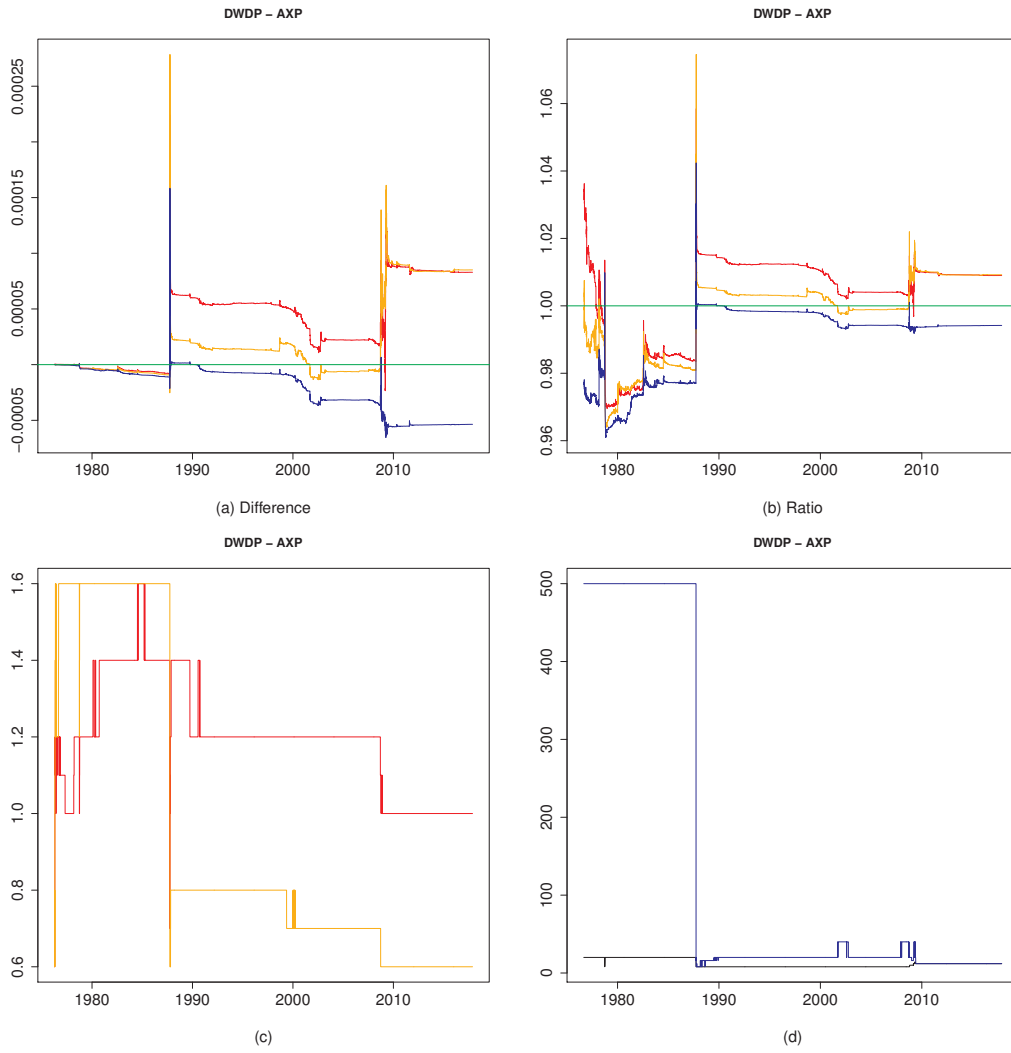 DWDP − AXP
DWDP − AXP
0.00025
0.00015
0.00005
−0.00005
1980 1990 2000 2010
(a) Difference
1.06
1.04
1.02
1.00
0.98
0.96
1980 1990 2000 2010
(b) Ratio
DWDP − AXP
DWDP − AXP
1.6
1.4
1.2
1.0
0.8
0.6
1980 1990 2000 2010
(c)
500
400
300
200
100
0
1980 1990 2000 2010
(d)